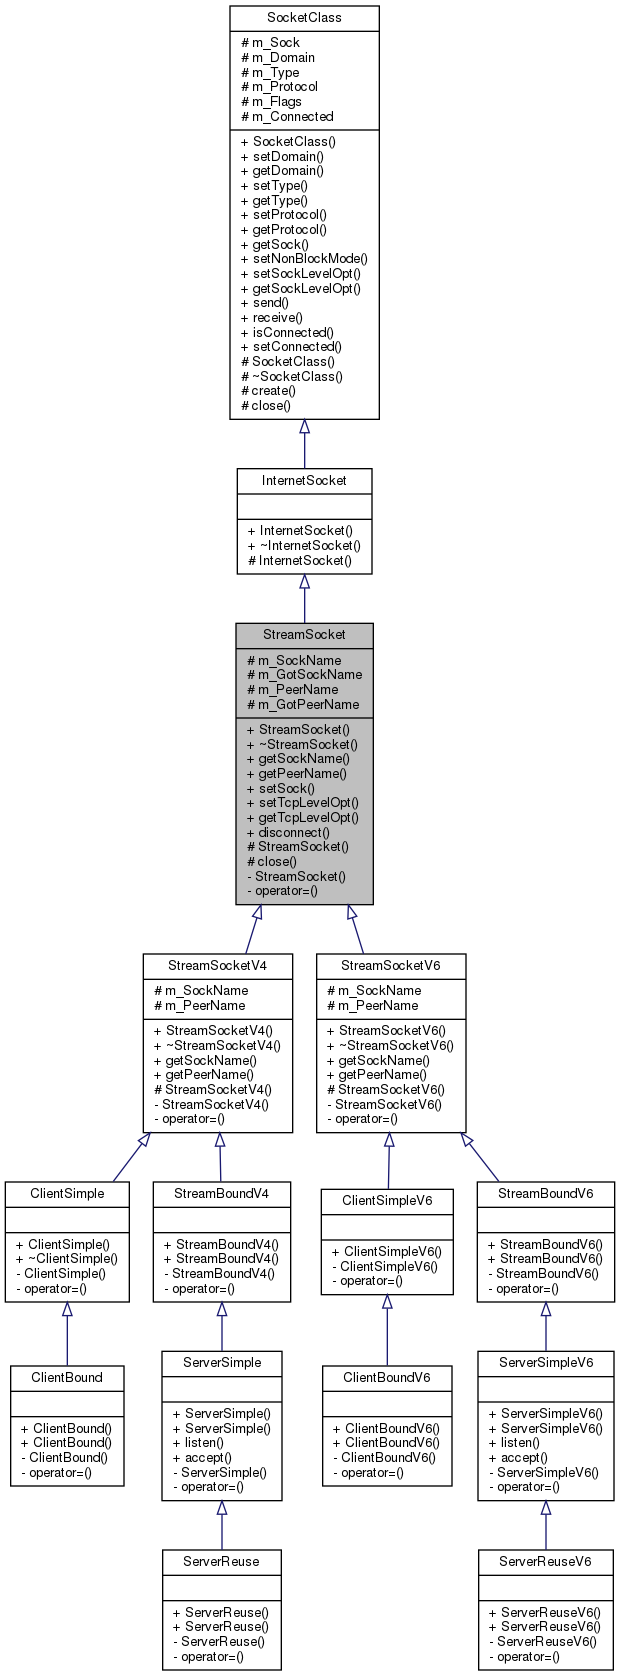 SocketClass
# m_Sock
# m_Domain
# m_Type
# m_Protocol
# m_Flags
# m_Connected
+ SocketClass()
+ setDomain()
+ getDomain()
+ setType()
+ getType()
+ setProtocol()
+ getProtocol()
+ getSock()
+ setNonBlockMode()
+ setSockLevelOpt()
+ getSockLevelOpt()
+ send()
+ receive()
+ isConnected()
+ setConnected()
# SocketClass()
# ~SocketClass()
# create()
# close()
InternetSocket
+ InternetSocket()
+ ~InternetSocket()
# InternetSocket()
StreamSocket
# m_SockName
# m_GotSockName
# m_PeerName
# m_GotPeerName
+ StreamSocket()
+ ~StreamSocket()
+ getSockName()
+ getPeerName()
+ setSock()
+ setTcpLevelOpt()
+ getTcpLevelOpt()
+ disconnect()
# StreamSocket()
# close()
- StreamSocket()
- operator=()
StreamSocketV4
# m_SockName
# m_PeerName
+ StreamSocketV4()
+ ~StreamSocketV4()
+ getSockName()
+ getPeerName()
# StreamSocketV4()
- StreamSocketV4()
- operator=()
StreamSocketV6
# m_SockName
# m_PeerName
+ StreamSocketV6()
+ ~StreamSocketV6()
+ getSockName()
+ getPeerName()
# StreamSocketV6()
- StreamSocketV6()
- operator=()
ClientSimple
+ ClientSimple()
+ ~ClientSimple()
- ClientSimple()
- operator=()
StreamBoundV4
+ StreamBoundV4()
+ StreamBoundV4()
- StreamBoundV4()
- operator=()
ClientSimpleV6
+ ClientSimpleV6()
- ClientSimpleV6()
- operator=()
StreamBoundV6
+ StreamBoundV6()
+ StreamBoundV6()
- StreamBoundV6()
- operator=()
ClientBound
+ ClientBound()
+ ClientBound()
- ClientBound()
- operator=()
ServerSimple
+ ServerSimple()
+ ServerSimple()
+ listen()
+ accept()
- ServerSimple()
- operator=()
ClientBoundV6
+ ClientBoundV6()
+ ClientBoundV6()
- ClientBoundV6()
- operator=()
ServerSimpleV6
+ ServerSimpleV6()
+ ServerSimpleV6()
+ listen()
+ accept()
- ServerSimpleV6()
- operator=()
ServerReuse
+ ServerReuse()
+ ServerReuse()
- ServerReuse()
- operator=()
ServerReuseV6
+ ServerReuseV6()
+ ServerReuseV6()
- ServerReuseV6()
- operator=()